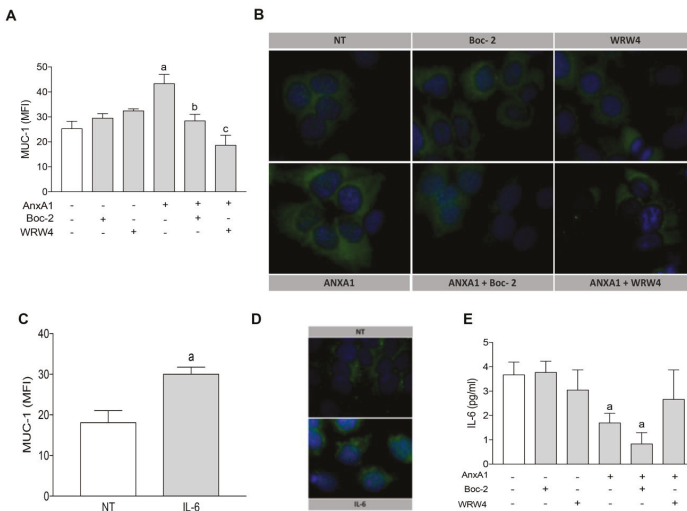 A
MUC-1 (MFI)
50
40
30
20
10
0
a
b
c
AnxA1 - - - + + +
Boc-2 - + - - + -
WRW4 - - + - - +
B
NT Boc- 2 WRW4
ANXA1 ANXA1 + Boc- 2 ANXA1 + WRW4
C
MUC-1 (MFI)
40
30
20
10
0
a
NT IL-6
D
NT
IL-6
E
IL-6 (pg/ml)
5
4
3
2
1
0
a
a
AnxA1 - - - + + +
Boc-2 - + - - + -
WRW4 - - + - - +